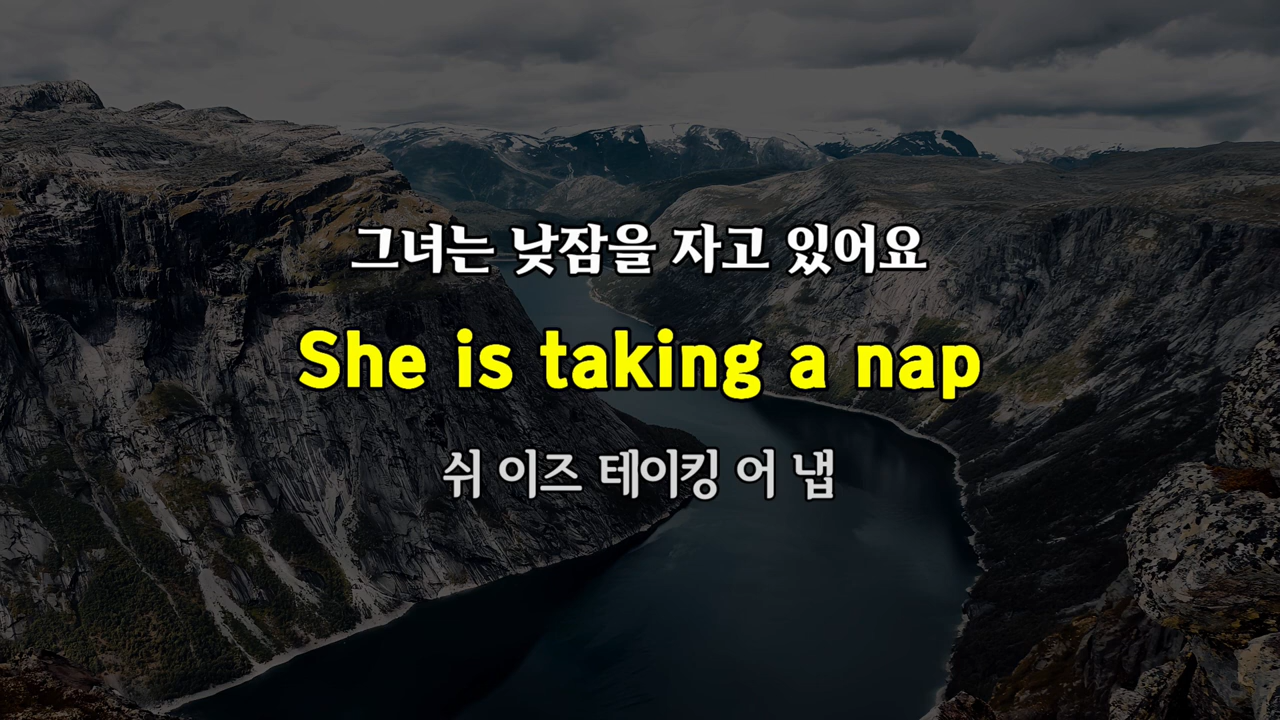 그녀는 낮잠을 자고 있어요
She is taking a nap
쉬 이즈 테이킹 어 냅